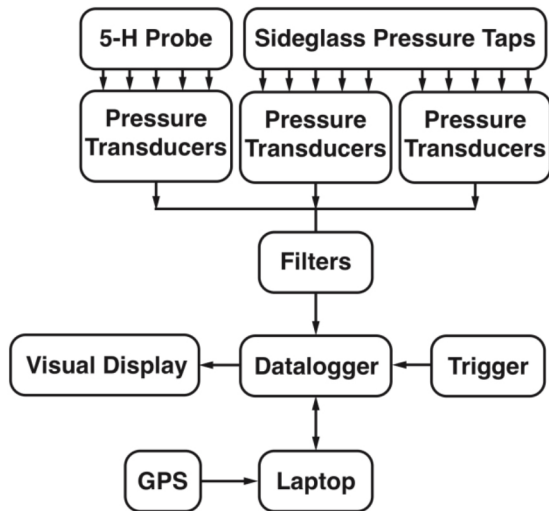 5-H Probe
Sideglass Pressure Taps
Pressure
Transducers
Pressure
Transducers
Pressure
Transducers
Filters
Visual Display
Datalogger
Trigger
GPS
Laptop